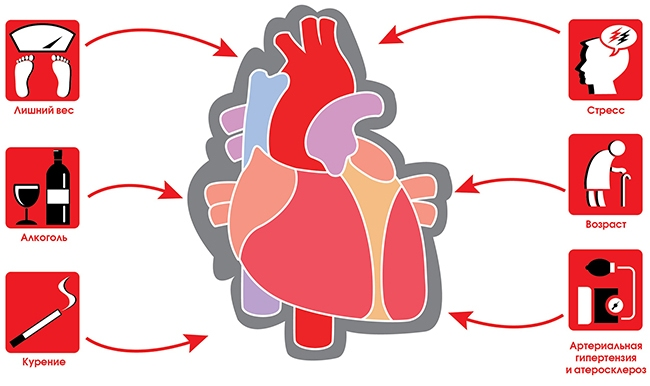 Лишний вес
Стресс
Алкоголь
Возраст
Курение
Артериальная
гипертензия
и атеросклероз